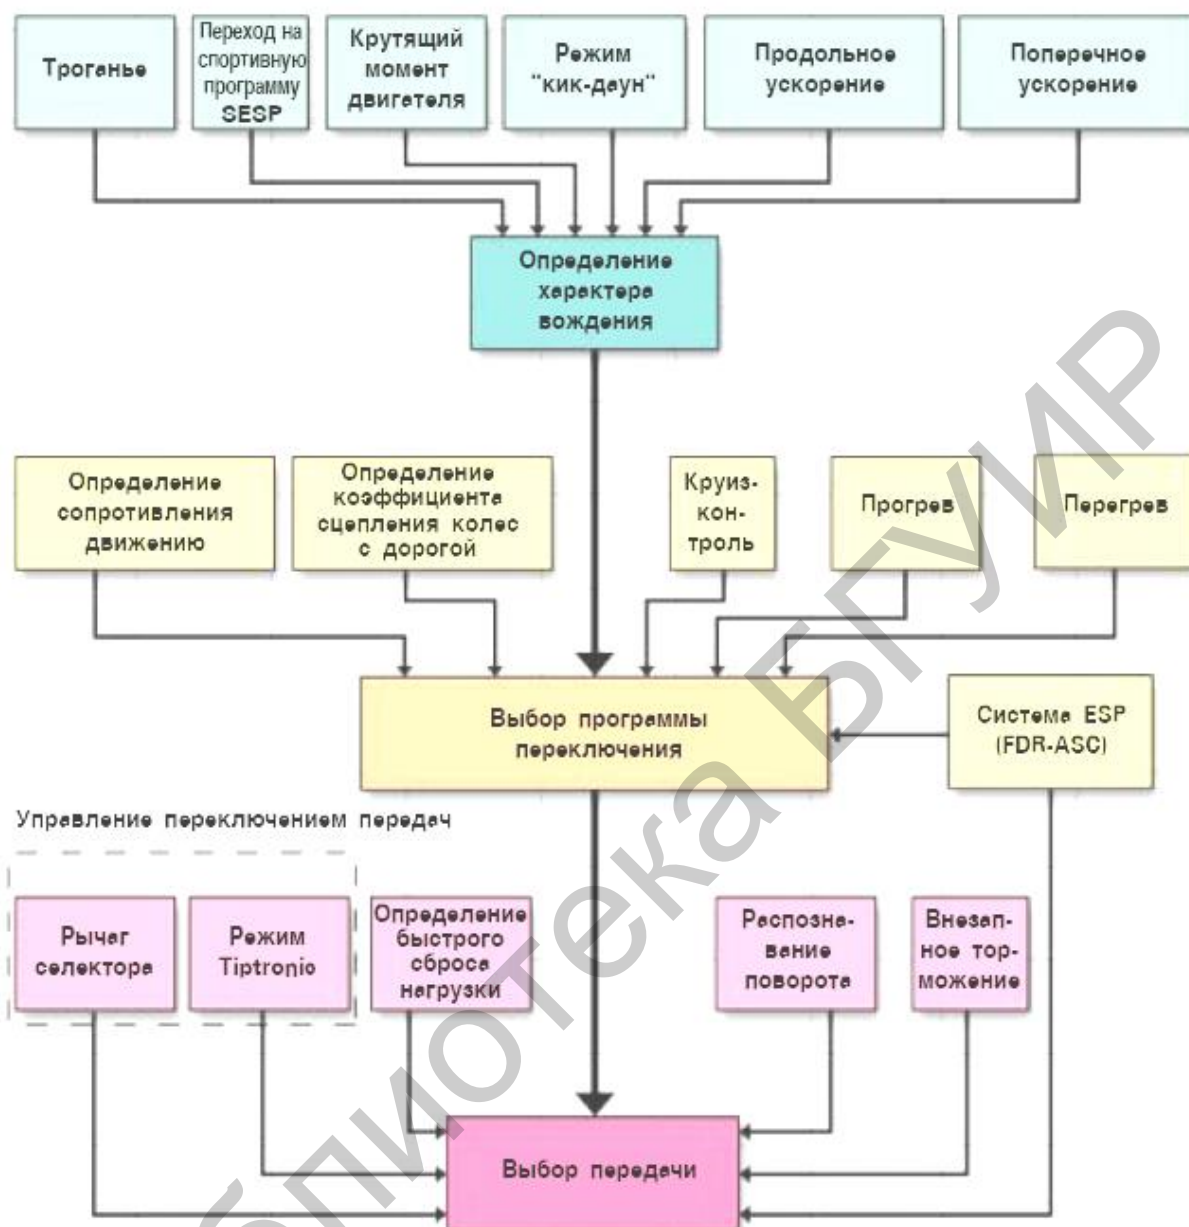 Троганье
Переход на
спортивную
программу
SESP
Крутящий
момент
двигателя
Режим
"кик-даун"
Продольное
ускорение
Поперечное
ускорение
Определение
характера
вождения
Определение
сопротивления
движению
Определение
коэффициента
сцепления колес
с дорогой
Круиз-
кон-
троль
Прогрев
Перегрев
Выбор программы
переключения
Система ESP
(FDR-ASC)
Управление переключением передач
Рычаг
селектора
Режим
Tiptronic
Определение
быстрого
сброса
нагрузки
Распозна-
вание
поворота
Внезап-
ное тор-
можение
Выбор передачи
блиотека БГУИР